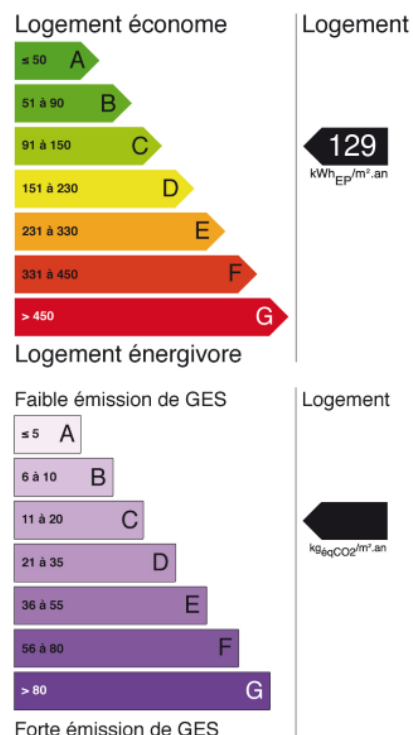 Logement économe
Logement
≤ 50 A
51 à 90 B
91 à 150 C
129
kWhEP/m².an
151 à 230 D
231 à 330 E
331 à 450 F
> 450 G
Logement énergivore
Faible émission de GES
Logement
≤ 5 A
6 à 10 B
11 à 20 C
kgéqCO2/m².an
21 à 35 D
36 à 55 E
56 à 80 F
> 80 G
Forte émission de GES